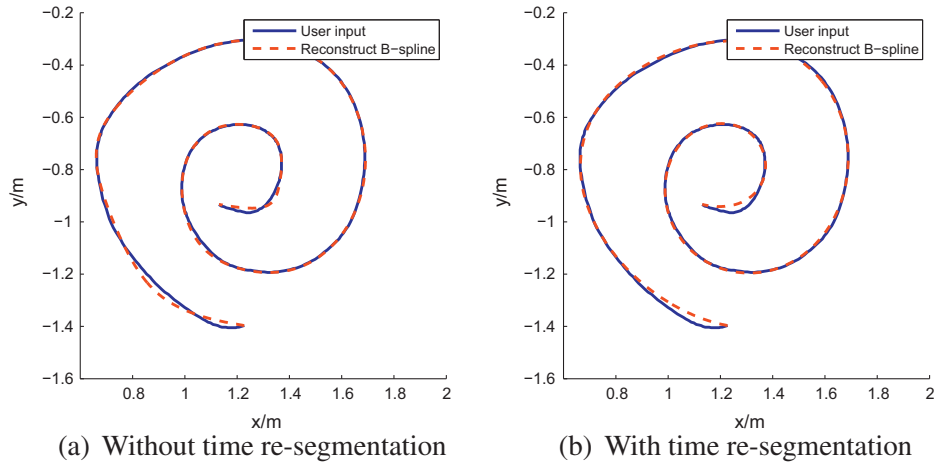 −0.2
−0.4
−0.6
−0.8
−1
−1.2
−1.4
−1.6
y/m
User input
Reconstruct B−spline
0.8 1 1.2 1.4 1.6 1.8 2
x/m
(a) Without time re-segmentation
−0.2
−0.4
−0.6
−0.8
−1
−1.2
−1.4
−1.6
y/m
User input
Reconstruct B−spline
0.8 1 1.2 1.4 1.6 1.8 2
x/m
(b) With time re-segmentation